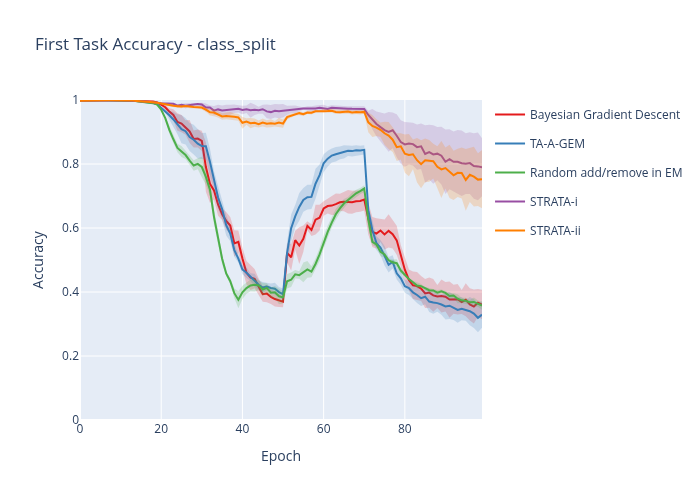 First Task Accuracy - class_split
Accuracy
1
0.8
0.6
0.4
0.2
0
0
20
40
60
80
Epoch
Bayesian Gradient Descent
TA-A-GEM
Random add/remove in EM
STRATA-i
STRATA-ii